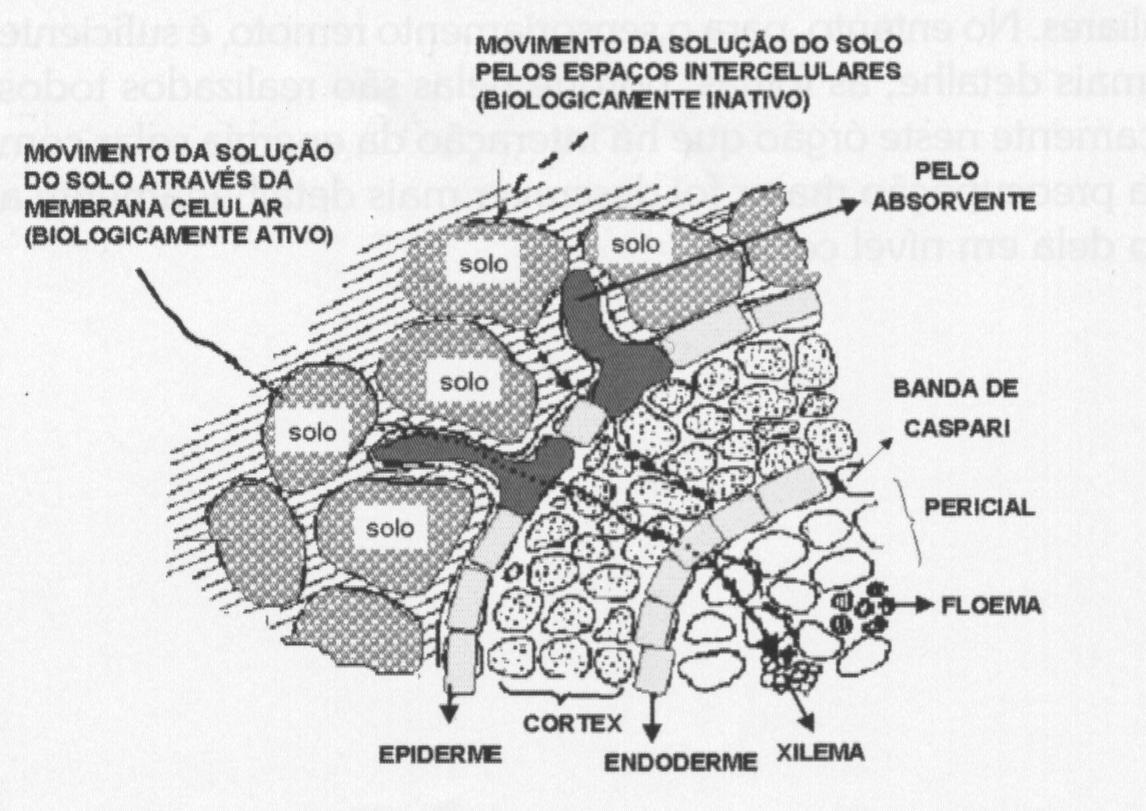 MOVIMENTO DA SOLUÇÃO DO SOLO
PELOS ESPAÇOS INTERCELULARES
(BIOLOGICAMENTE INATIVO)
MOVIMENTO DA SOLUÇÃO
DO SOLO ATRAVÉS DA
MEMBRANA CELULAR
(BIOLOGICAMENTE ATIVO)
PELO
ABSORVENTE
solo
solo
solo
solo
solo
BANDA DE
CASPARI
PERICIAL
FLOEMA
CORTEX
EPIDERME
ENDODERME
XILEMA